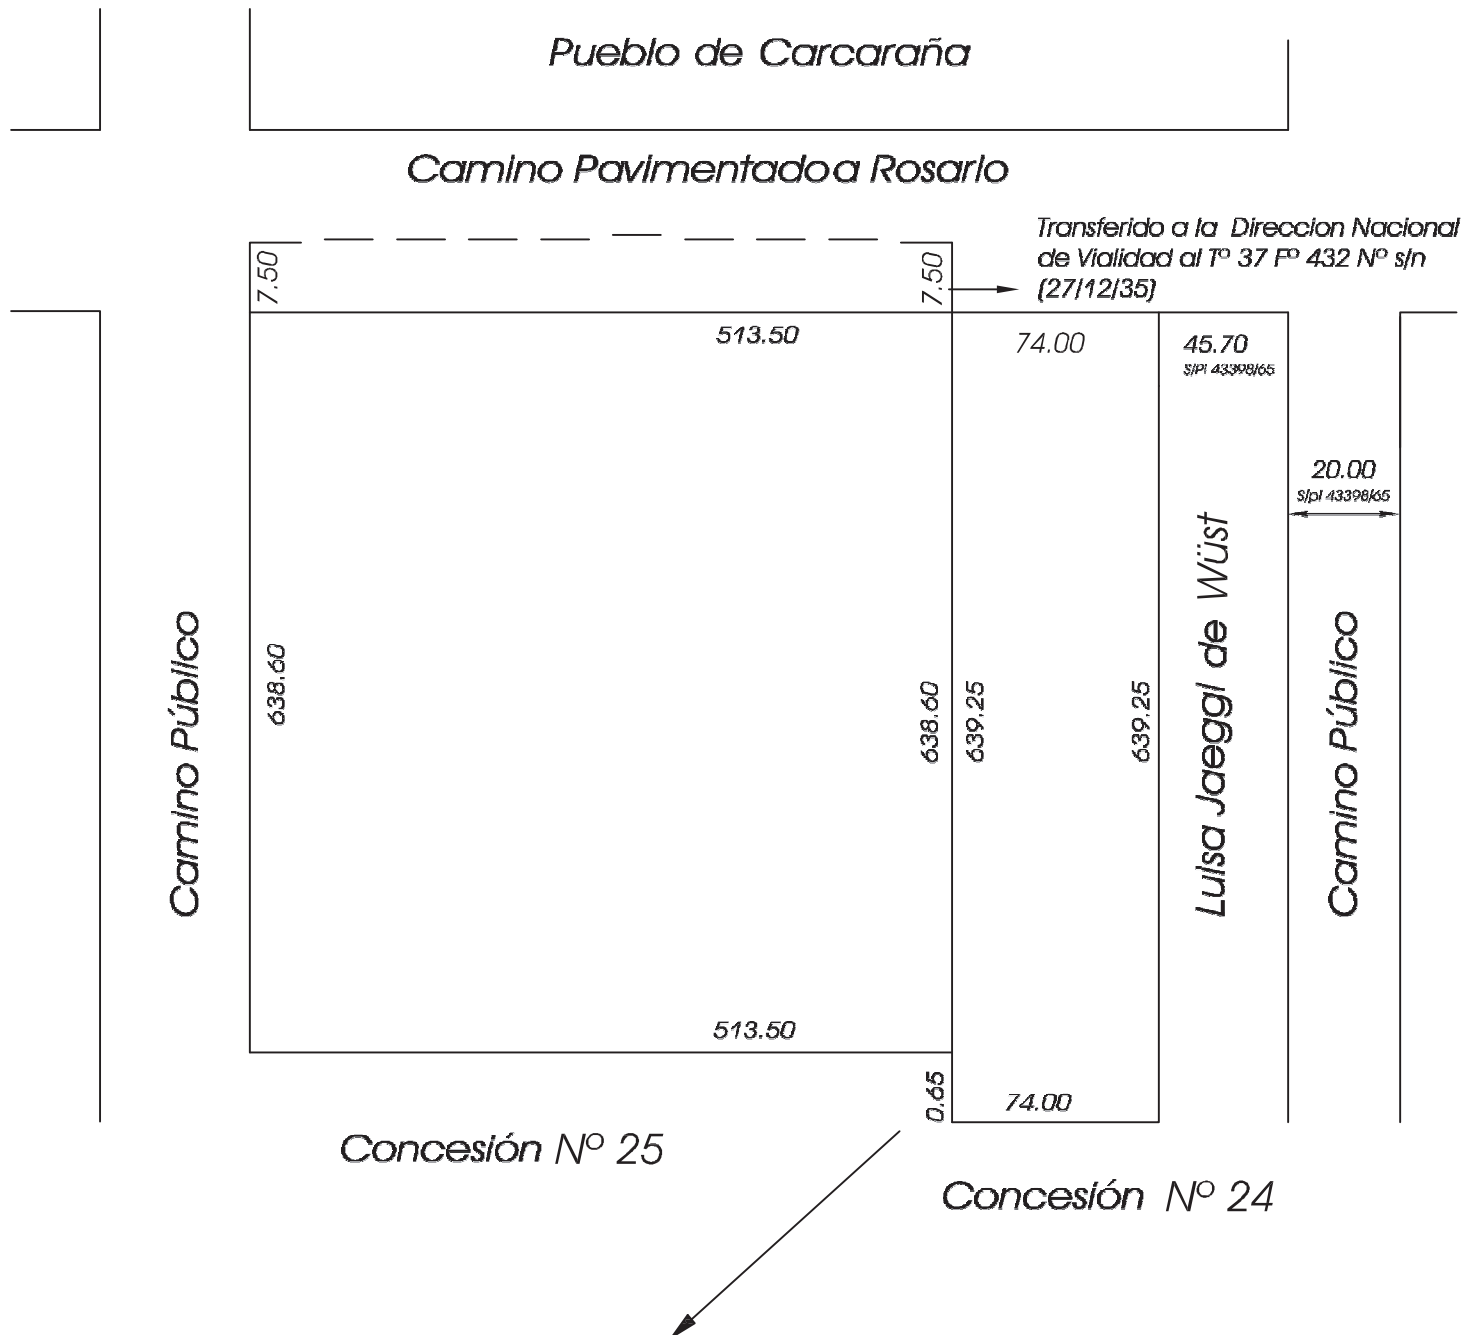 Pueblo de Carcaraña
Camino Pavimentado a Rosario
Transferido a la Direccion Nacional
de Vialidad al Tº 37 Fº 432 Nº s/n
(27/12/35)
7.50
7.50
513.50
74.00
45.70
S/Pl 43398/65
20.00
S/pl 43398/65
Camino Público
638.60
638.60
639.25
639.25
Luisa Jaeggi de Wüst
Camino Público
513.50
0.65
74.00
Concesión Nº 25
Concesión Nº 24